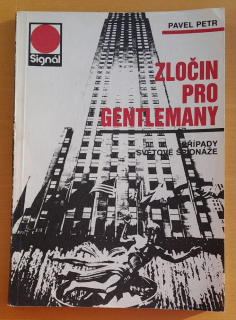 PAVEL PETR
Signál
ZLOČIN
PRO
GENTLEMANY
PŘÍPADY
SVĚTOVÉ ŠPIONÁŽE